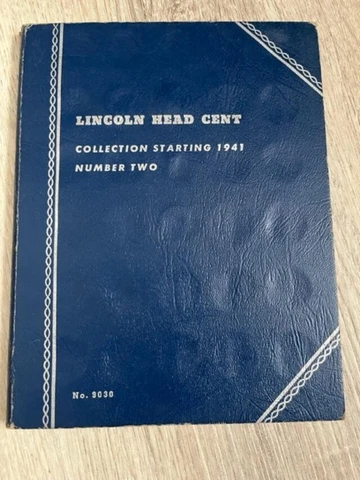 LINCOLN HEAD CENT
COLLECTION STARTING 1941
NUMBER TWO
No. 9030